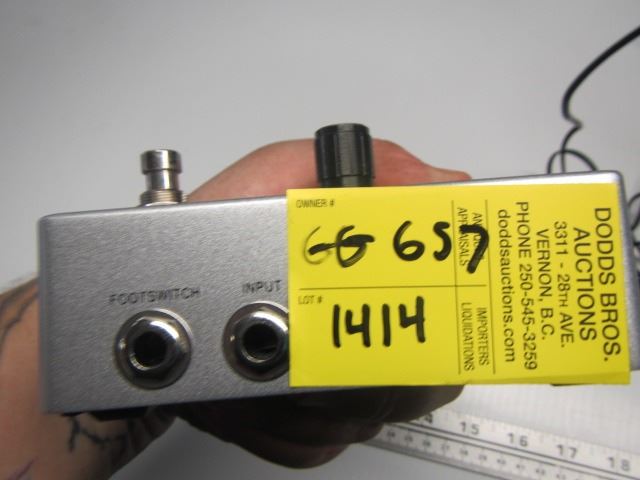 FOOTSWITCH
INPUT
OWNER #
657
LOT #
1414
APPRAISALS
IMPORTERS
LIQUIDATIONS
DODDS BROS.
AUCTIONS
3311 - 28TH AVE.
VERNON, B.C.
PHONE 250-545-3259
doddsauctions.com
14 15 16 17 18